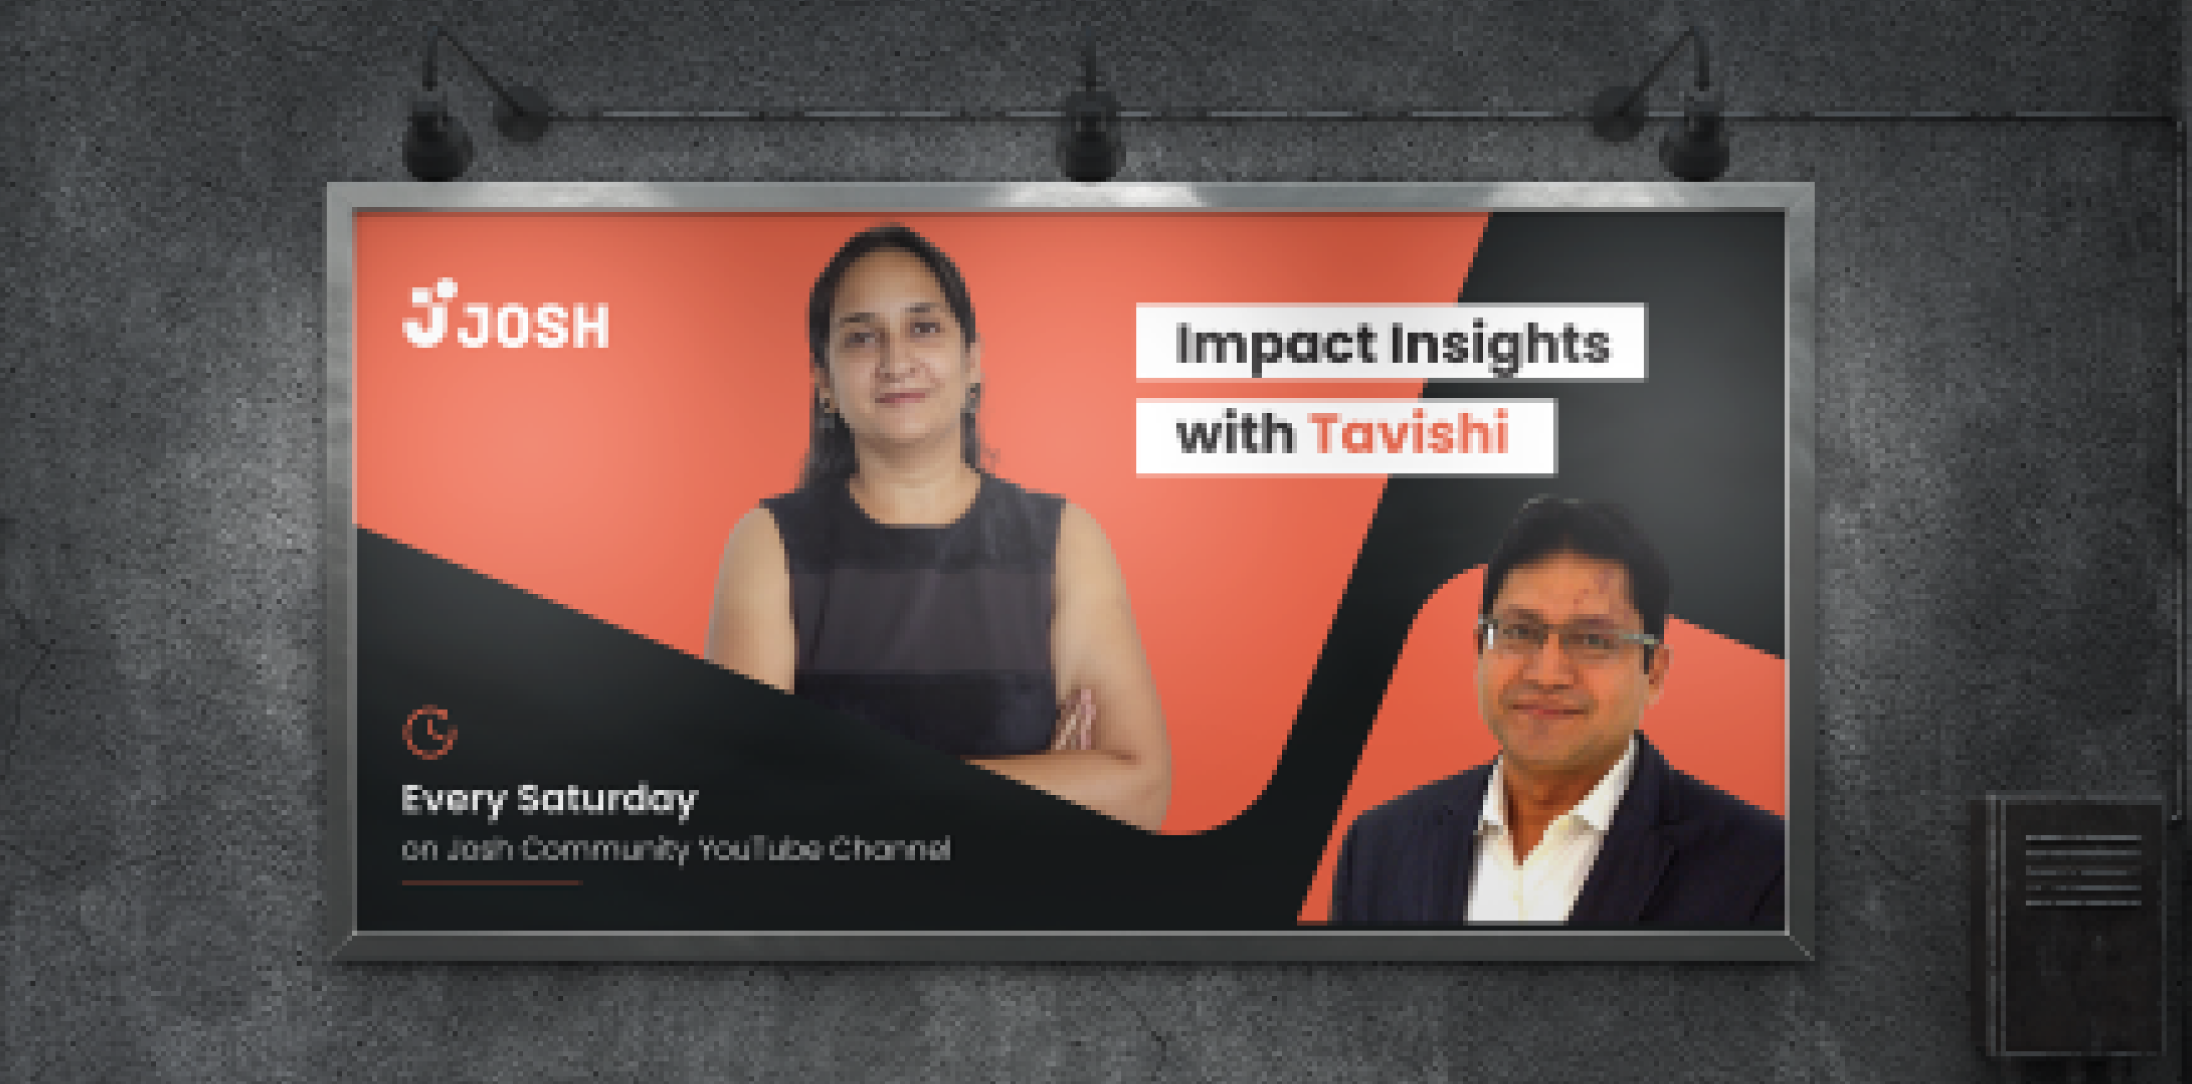 JOSH
Impact Insights
with Tavishi
Every Saturday
on Josh Community YouTube Channel